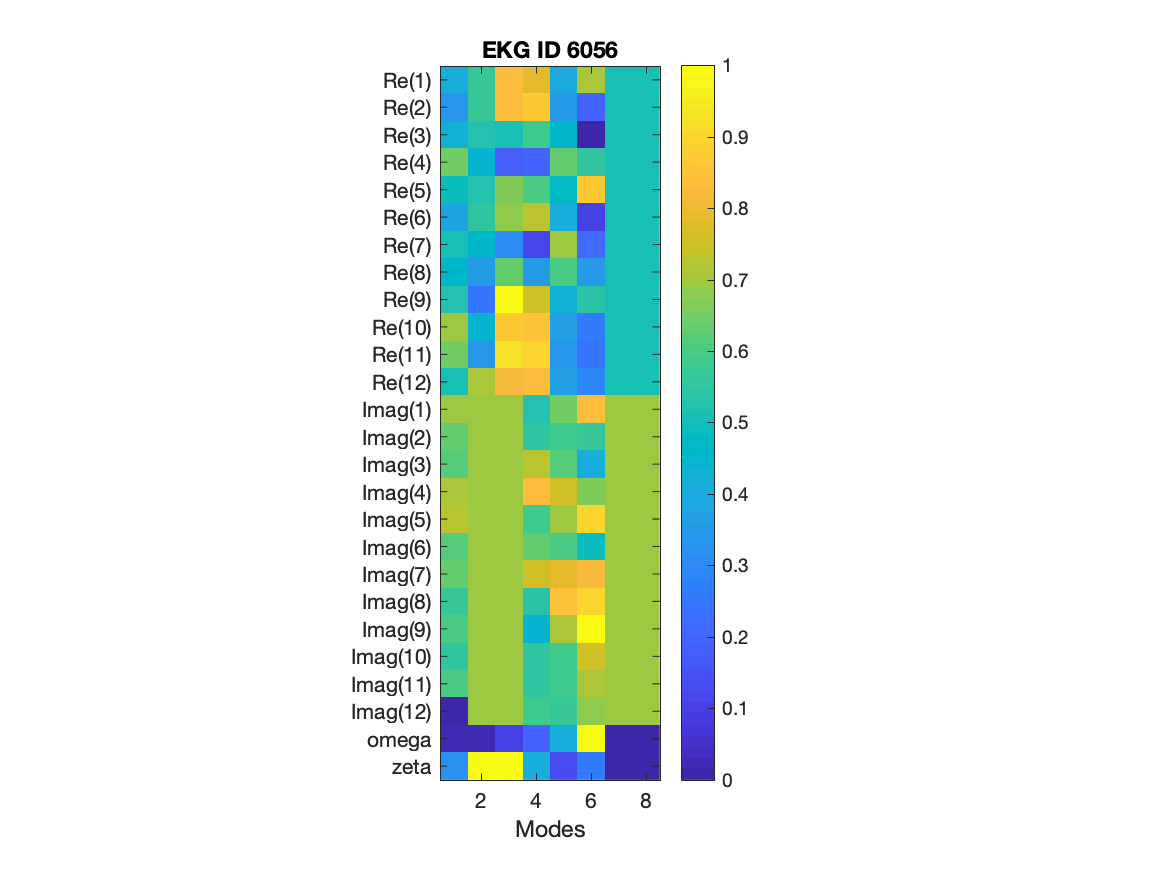 EKG ID 6056
Re(1)
Re(2)
Re(3)
Re(4)
Re(5)
Re(6)
Re(7)
Re(8)
Re(9)
Re(10)
Re(11)
Re(12)
Imag(1)
Imag(2)
Imag(3)
Imag(4)
Imag(5)
Imag(6)
Imag(7)
Imag(8)
Imag(9)
Imag(10)
Imag(11)
Imag(12)
omega
zeta
2 4 6 8
Modes
1
0.9
0.8
0.7
0.6
0.5
0.4
0.3
0.2
0.1
0